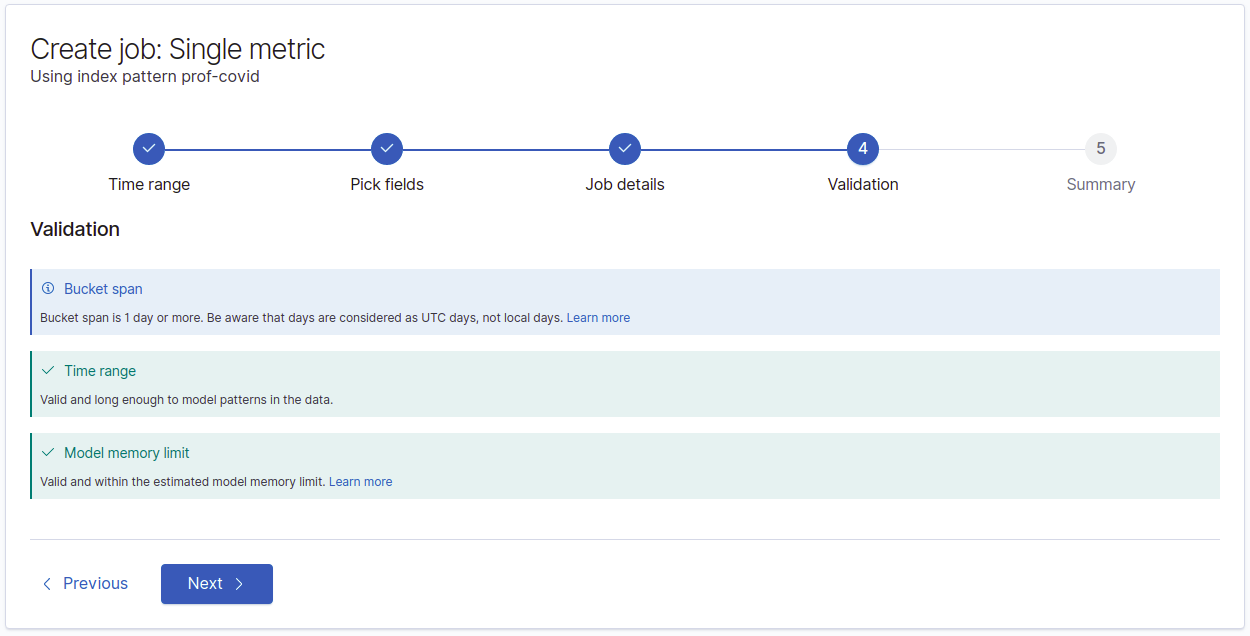 Create job: Single metric
Using index pattern prof-covid
4
5
Time range
Pick fields
Job details
Validation
Summary
Validation
Bucket span
Bucket span is 1 day or more. Be aware that days are considered as UTC days, not local days. Learn more
Time range
Valid and long enough to model patterns in the data.
Model memory limit
Valid and within the estimated model memory limit. Learn more
Previous
Next